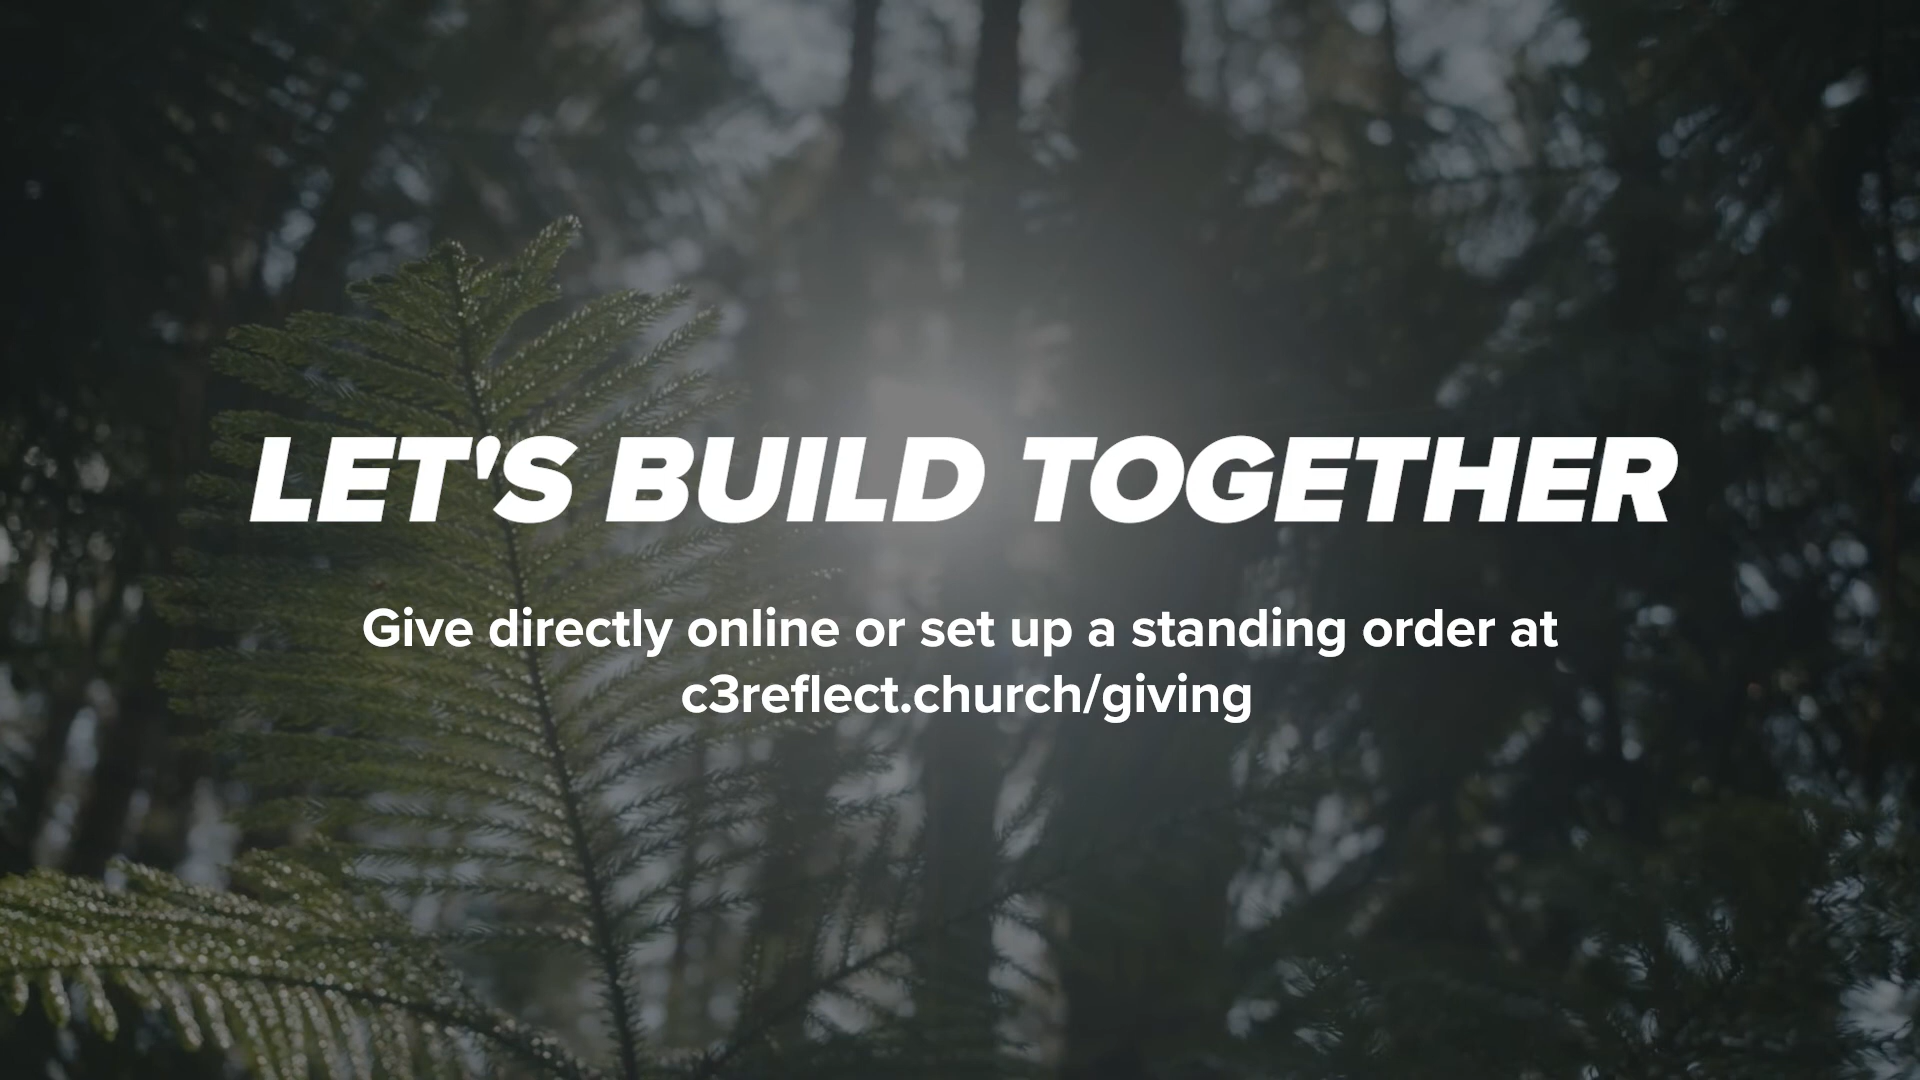 LET'S BUILD TOGETHER
Give directly online or set up a standing order at
c3reflect.church/giving